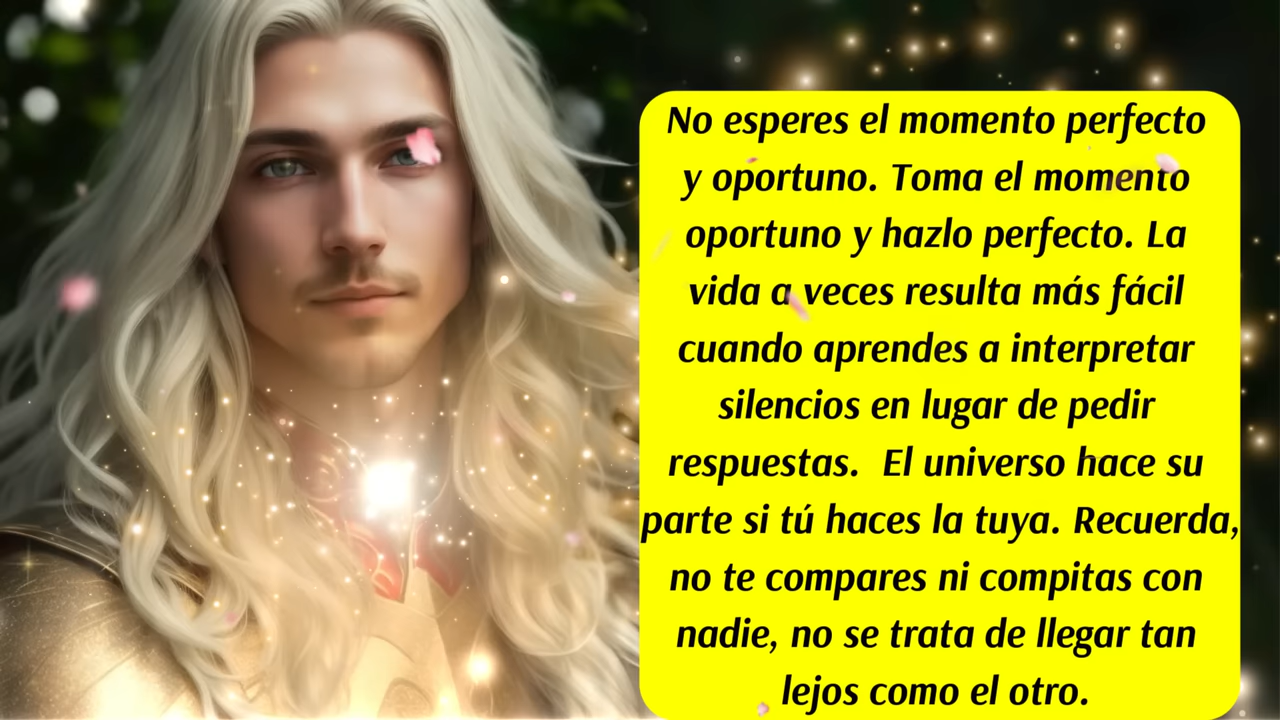 No esperes el momento perfecto
y oportuno. Toma el momento
oportuno y hazlo perfecto. La
vida a veces resulta más fácil
cuando aprendes a interpretar
silencios en lugar de pedir
respuestas.  El universo hace su
parte si tú haces la tuya. Recuerda,
no te compares ni compitas con
nadie, no se trata de llegar tan
lejos como el otro.